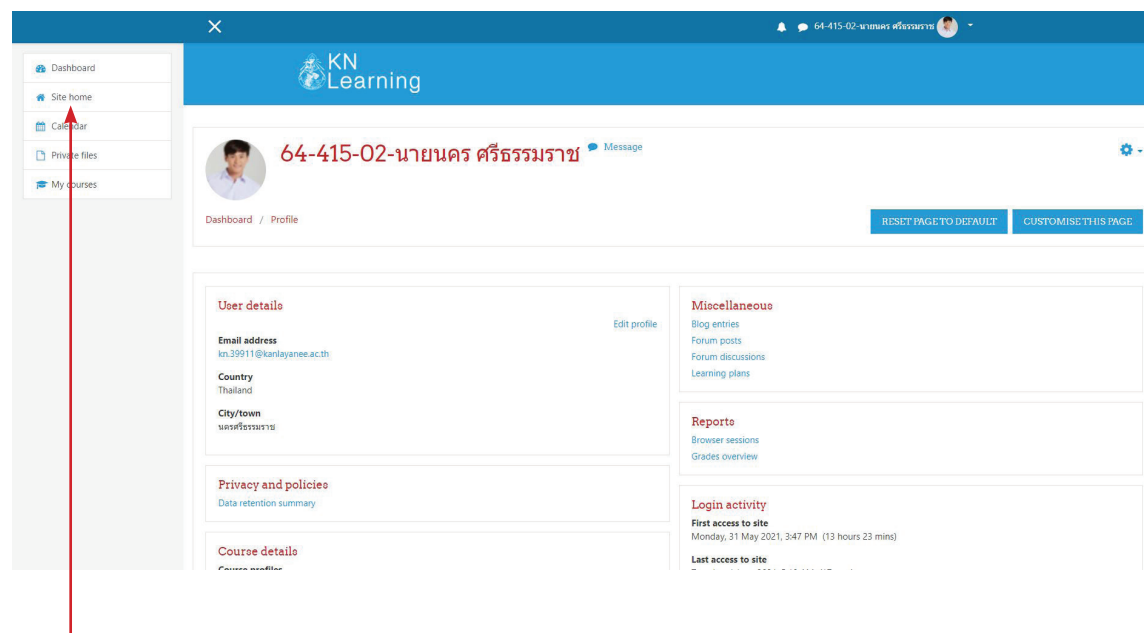 64-415-02-นายนคร ศรีธรรมราช
Dashboard
Site home
Calendar
Private files
My courses
KN
Learning
64-415-02-นายนคร ศรีธรรมราช Message
Dashboard / Profile
RESET PAGE TO DEFAULT CUSTOMISE THIS PAGE
User details
Edit profile
Email address
kn.39911@kanlayanee.ac.th
Country
Thailand
City/town
นครศรีธรรมราช
Privacy and policies
Data retention summary
Course details
Course profiles
Miscellaneous
Blog entries
Forum posts
Forum discussions
Learning plans
Reports
Browser sessions
Grades overview
Login activity
First access to site
Monday, 31 May 2021, 3:47 PM (13 hours 23 mins)
Last access to site